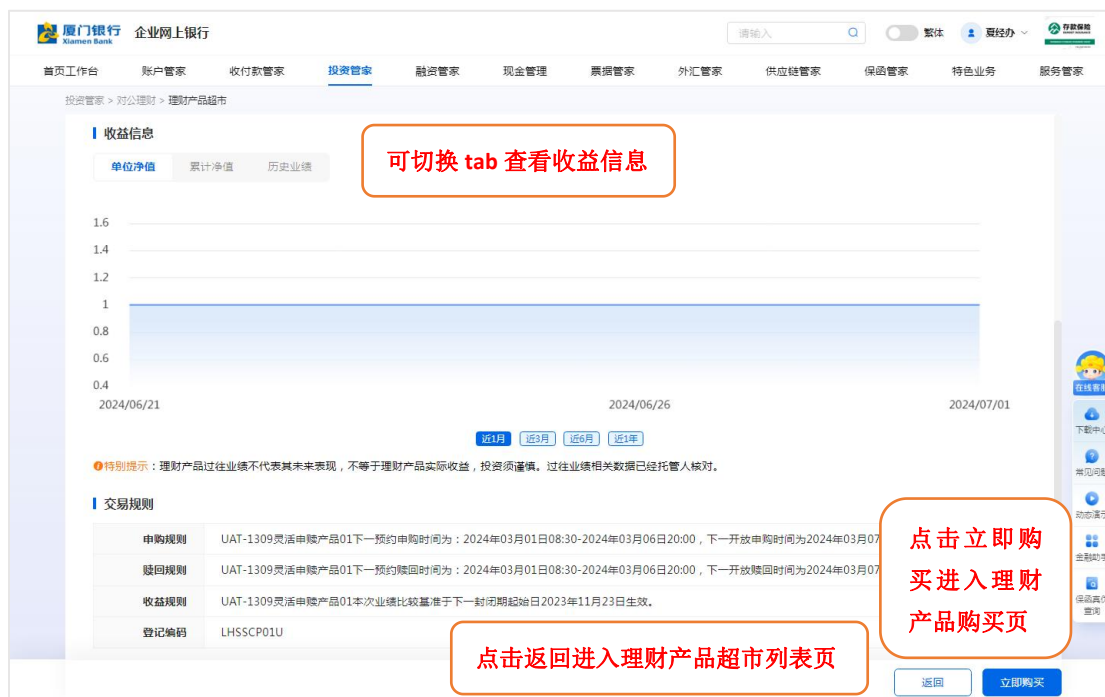 厦门银行 企业网上银行
Xiamen Bank
请输入
繁体
夏经办
存款保险
首页工作台 账户管家 收付款管家 投资管家 融资管家 现金管理 票据管家 外汇管家 供应链管家 保函管家 特色业务 服务管家
投资管家 > 对公理财 > 理财产品超市
收益信息
可切换 tab 查看收益信息
单位净值 累计净值 历史业绩
1.6
1.4
1.2
1
0.8
0.6
0.4
2024/06/21 2024/06/26 2024/07/01
近1月 近3月 近6月 近1年
特别提示：理财产品过往业绩不代表其未来表现，不等于理财产品实际收益，投资须谨慎。过往业绩相关数据已经托管人核对。
交易规则
申购规则 UAT-1309灵活申赎产品01下一预约申购时间为：2024年03月01日08:30-2024年03月06日20:00，下一开放申购时间为2024年03月07
赎回规则 UAT-1309灵活申赎产品01下一预约赎回时间为：2024年03月01日08:30-2024年03月06日20:00，下一开放赎回时间为2024年03月07
收益规则 UAT-1309灵活申赎产品01本次业绩比较基准于下一封闭期起始日2023年11月23日生效。
登记编码 LHSSCP01U
点击立即购
买进入理财
产品购买页
点击返回进入理财产品超市列表页
返回 立即购买
在线客服
下载中心
常见问题
动态演示
金融助手
保函真伪
查询